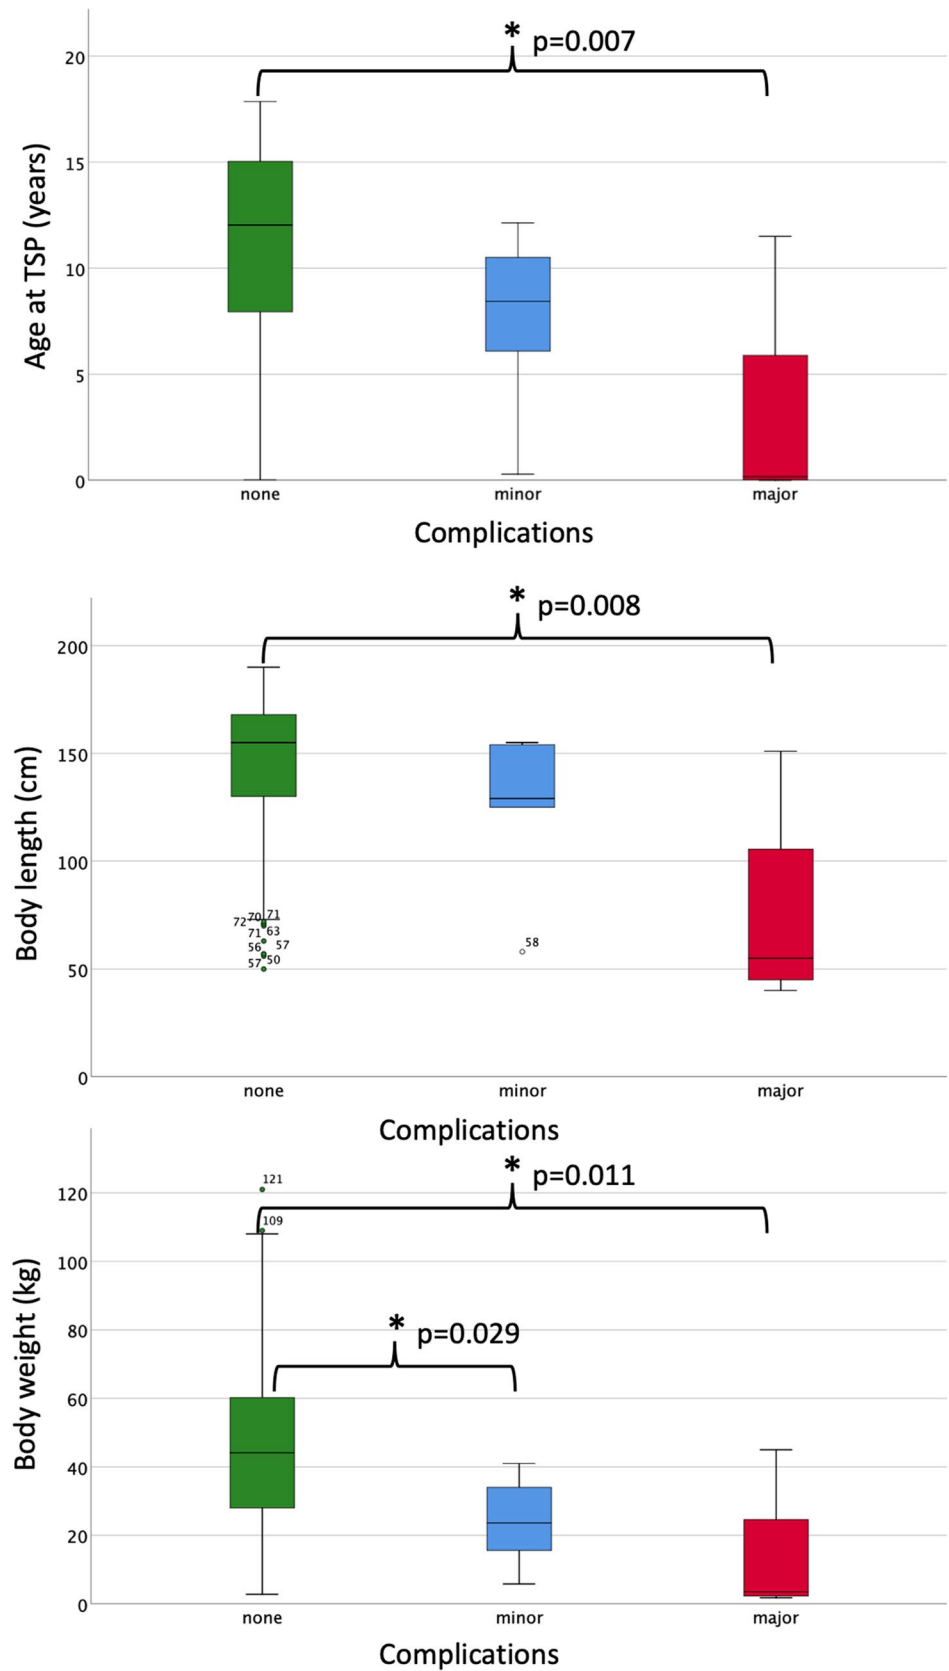 * p=0.007
20
15
10
5
0
Age at TSP (years)
none minor major
Complications
* p=0.008
200
150
100
50
0
Body length (cm)
72 70 71
71 63
56 57
57 50
58
none minor major
Complications
* p=0.011
121
120
109
100
80
* p=0.029
60
40
20
0
Body weight (kg)
none minor major
Complications